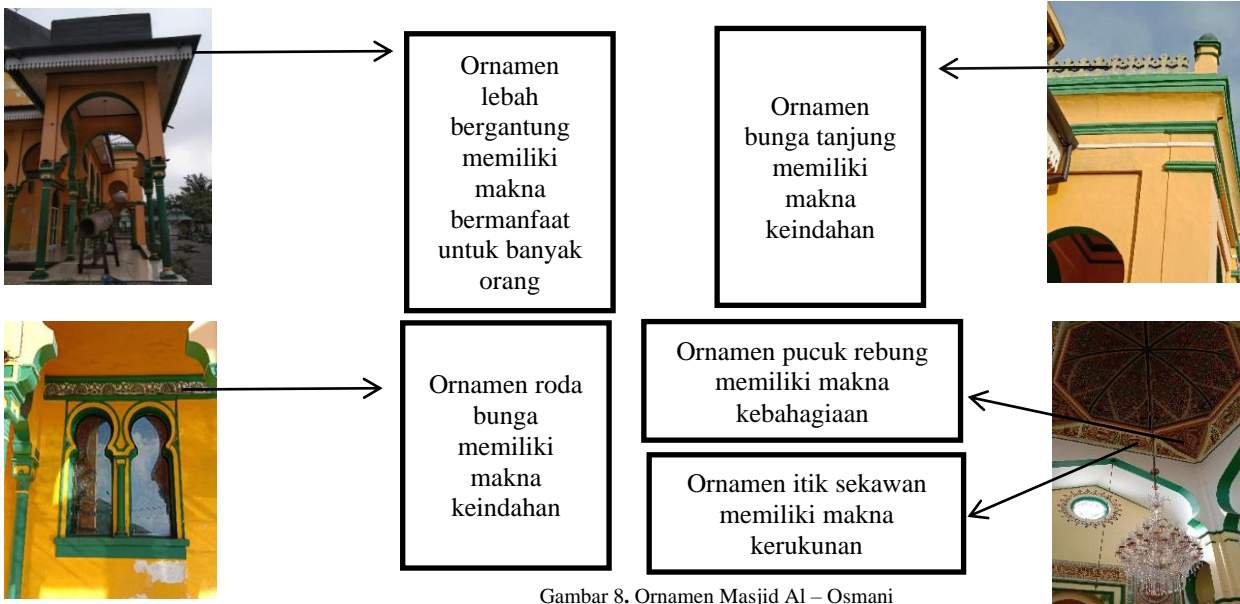 Ornamen
lebah
bergantung
memiliki
makna
bermanfaat
untuk banyak
orang
Ornamen
bunga tanjung
memiliki
makna
keindahan
Ornamen roda
bunga
memiliki
makna
keindahan
Ornamen pucuk rebung
memiliki makna
kebahagiaan
Ornamen itik sekawan
memiliki makna
kerukunan
Gambar 8. Ornamen Masjid Al – Osmani